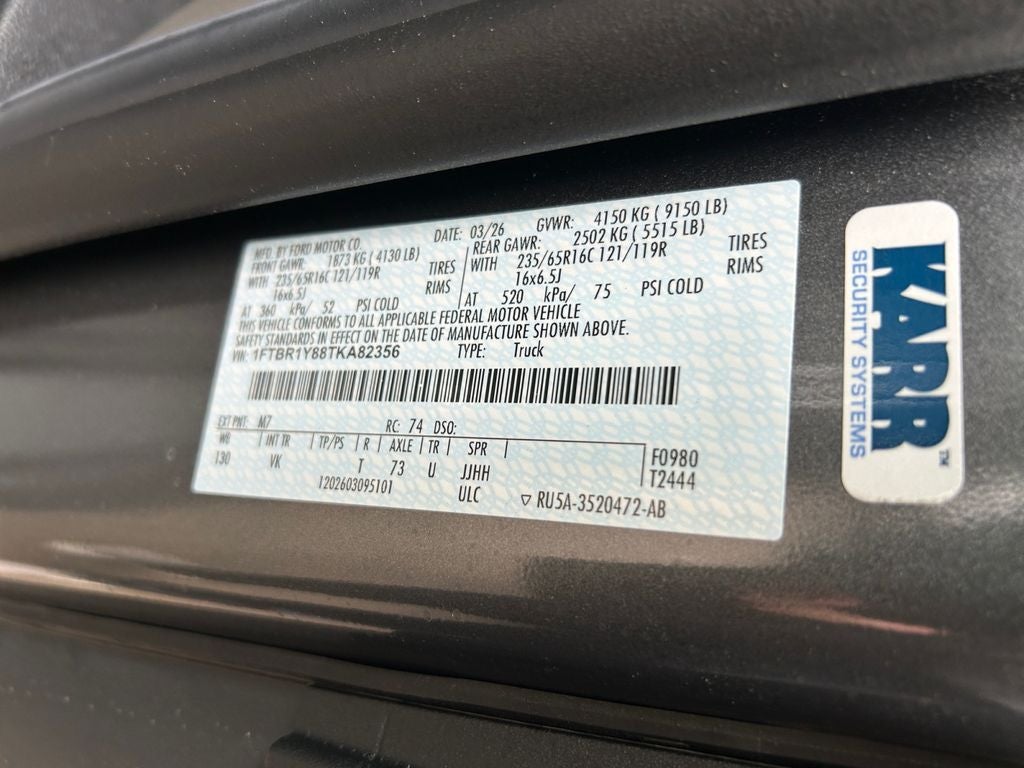 MFD. BY FORD MOTOR CO.
DATE: 03/26 GVWR: 4150 KG ( 9150 LB)
FRONT GAWR: 1873 KG ( 4130 LB)
WITH 235/65R16C 121/119R TIRES
16x6.5J RIMS
AT 360 kPa/ 52 PSI COLD
REAR GAWR: 2502 KG ( 5515 LB)
WITH 235/65R16C 121/119R TIRES
16x6.5J RIMS
AT 520 kPa/ 75 PSI COLD
THIS VEHICLE CONFORMS TO ALL APPLICABLE FEDERAL MOTOR VEHICLE
SAFETY STANDARDS IN EFFECT ON THE DATE OF MANUFACTURE SHOWN ABOVE.
VIN: 1FTBR1Y88TKA82356 TYPE: Truck
EXT PNT: M7 RC: 74 DSO:
WB INT TR TP/PS R AXLE TR SPR
130 VK T 73 U JJHH
F0980
T2444
1202603095101 ULC ▽ RU5A-3520472-AB
KARR™
SECURITY SYSTEMS